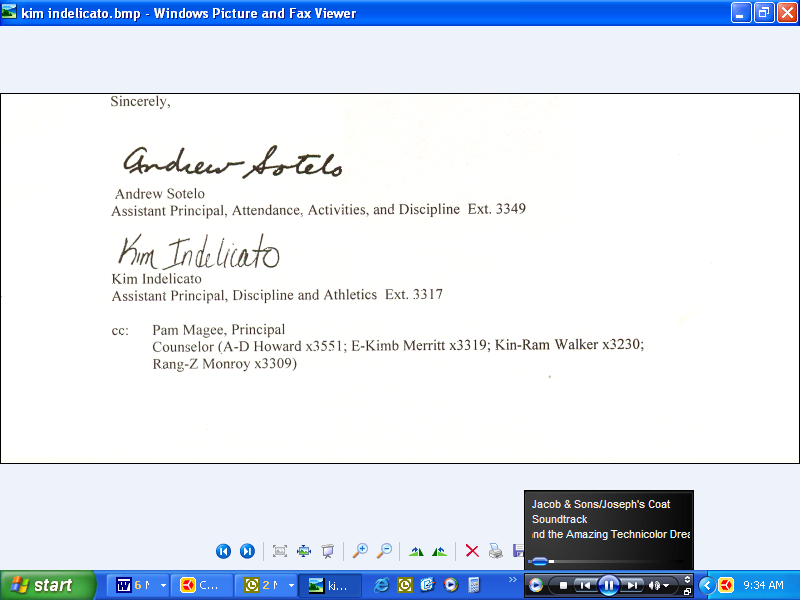 kim indelicato.bmp - Windows Picture and Fax Viewer
Sincerely,
Andrew Sotelo
Andrew Sotelo
Assistant Principal, Attendance, Activities, and Discipline Ext. 3349
Kim Indelicato
Kim Indelicato
Assistant Principal, Discipline and Athletics Ext. 3317
cc: Pam Magee, Principal
Counselor (A-D Howard x3551; E-Kimb Merritt x3319; Kin-Ram Walker x3230;
Rang-Z Monroy x3309)
Jacob & Sons/Joseph's Coat
Soundtrack
nd the Amazing Technicolor Drea
start 6 C... 2 ki... 9:34 AM